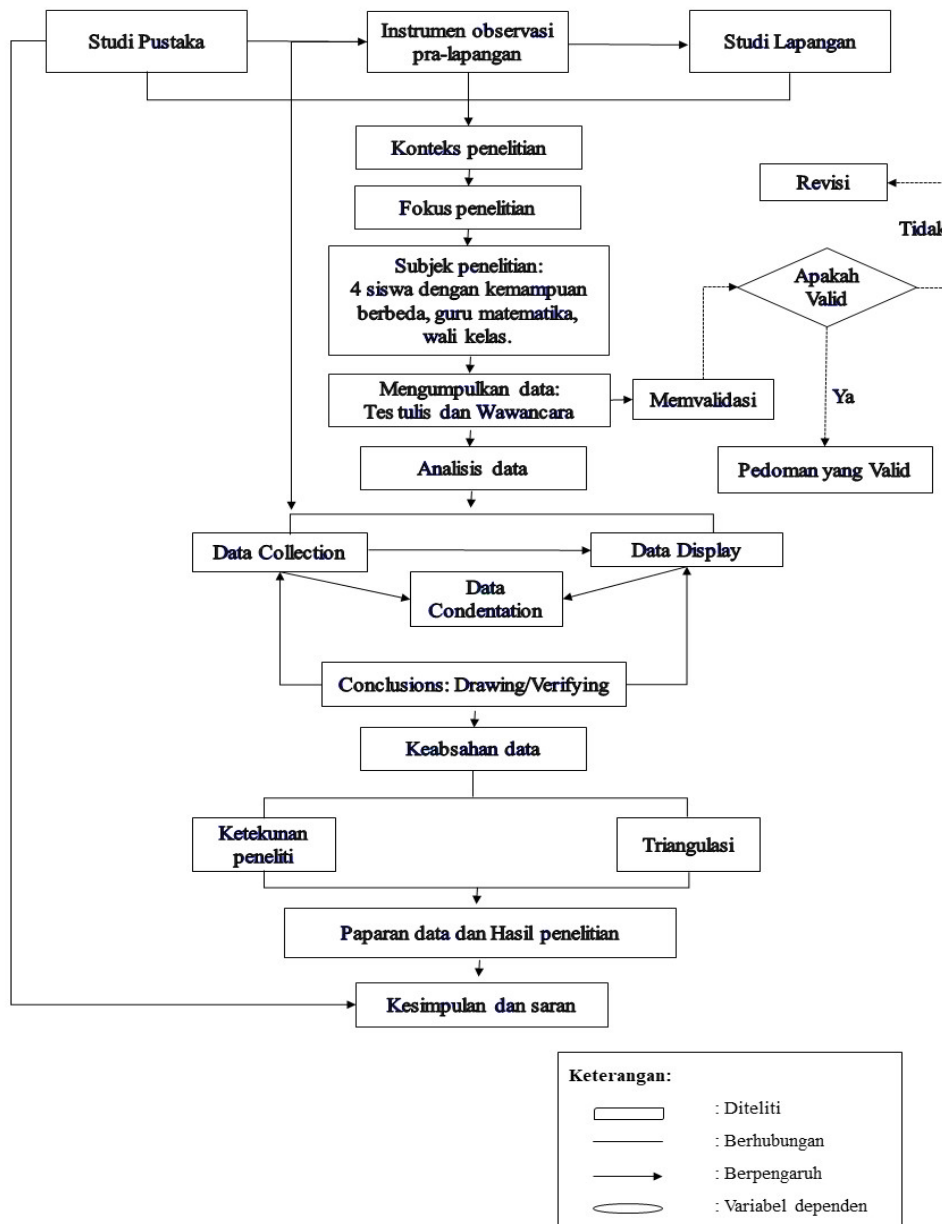 Studi Pustaka
Instrumen observasi
pra-lapangan
Studi Lapangan
Konteks penelitian
Revisi
Fokus penelitian
Tidak
Subjek penelitian:
4 siswa dengan kemampuan
berbeda, guru matematika,
wali kelas.
Apakah
Valid
Mengumpulkan data:
Tes tulis dan Wawancara
Memvalidasi
Ya
Analisis data
Pedoman yang Valid
Data Collection
Data Display
Data
Condentation
Conclusions: Drawing/Verifying
Keabsahan data
Ketekunan
peneliti
Triangulasi
Paparan data dan Hasil penelitian
Kesimpulan dan saran
Keterangan:
: Diteliti
: Berhubungan
: Berpengaruh
: Variabel dependen